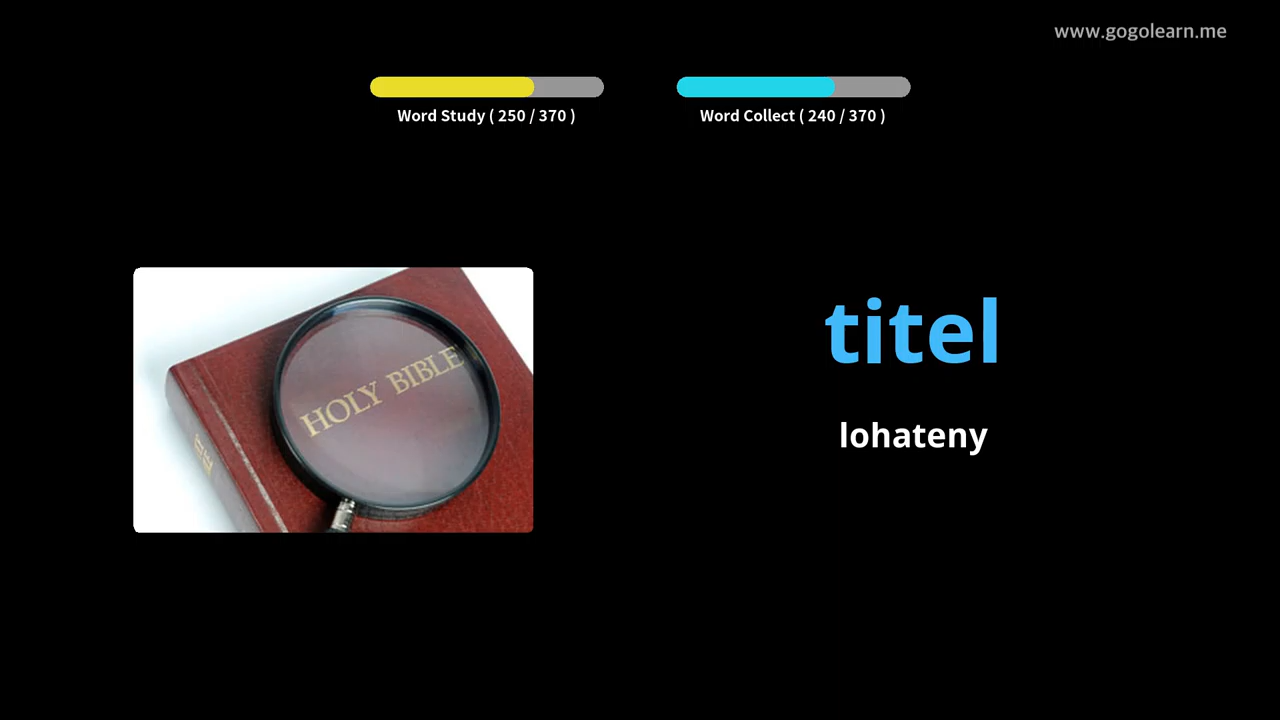 www.gogolearn.me
Word Study ( 250 / 370 )
Word Collect ( 240 / 370 )
HOLY BIBLE
titel
lohateny